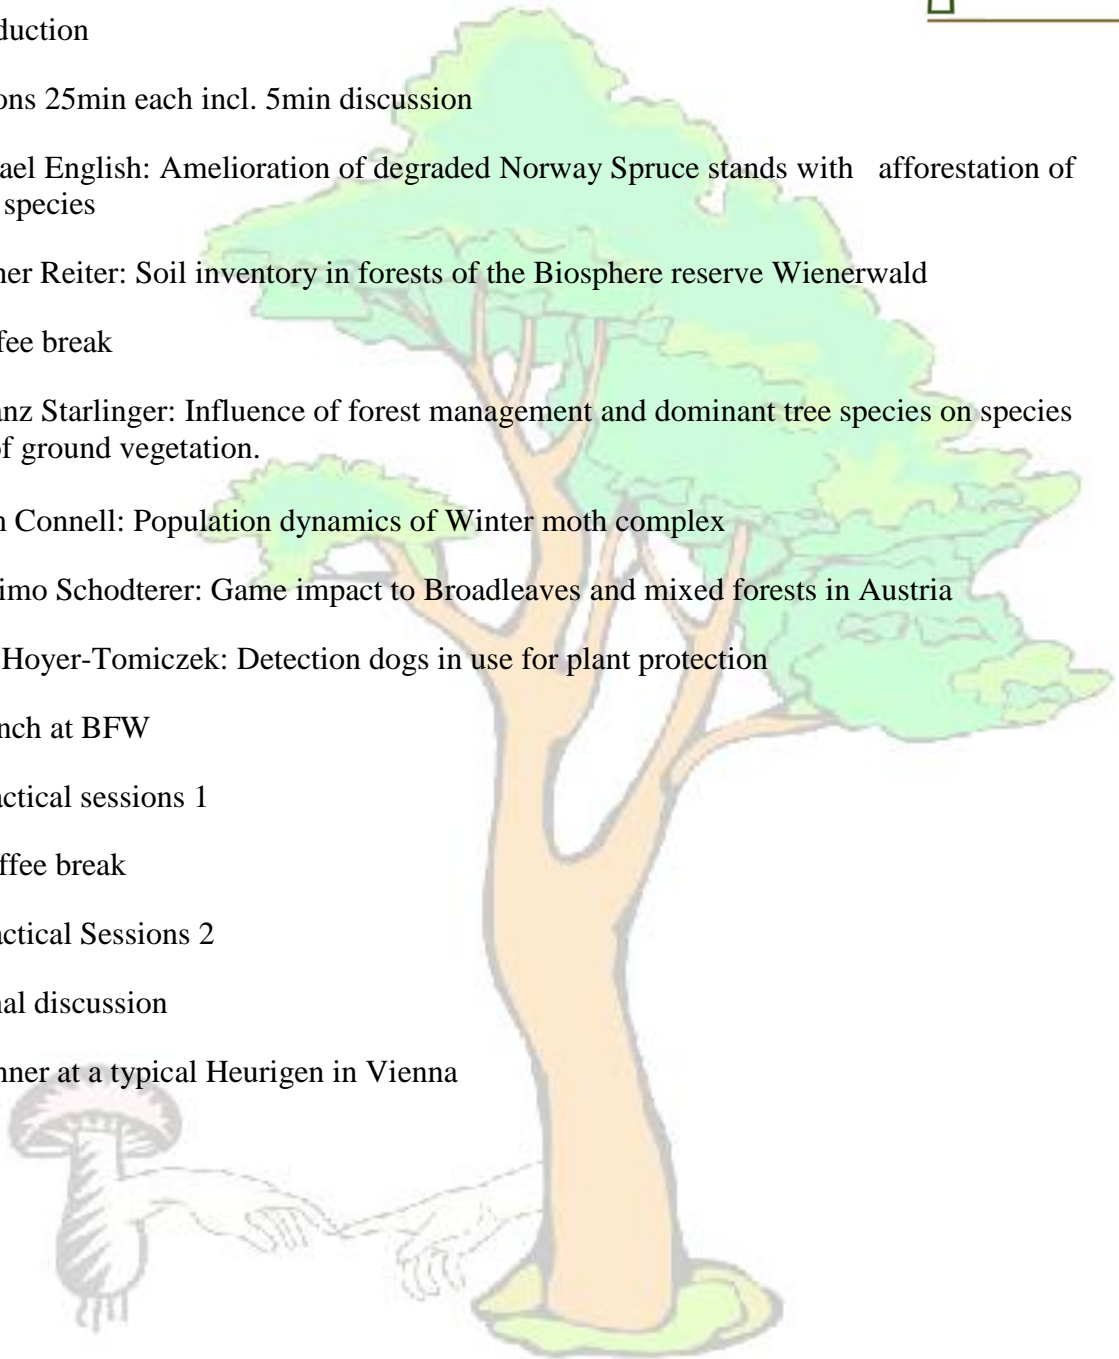 duction
ons 25min each incl. 5min discussion
ael English: Amelioration of degraded Norway Spruce stands with afforestation of
species
ner Reiter: Soil inventory in forests of the Biosphere reserve Wienerwald
fee break
anz Starlinger: Influence of forest management and dominant tree species on species
of ground vegetation.
n Connell: Population dynamics of Winter moth complex
imo Schodterer: Game impact to Broadleaves and mixed forests in Austria
Hoyer-Tomiczek: Detection dogs in use for plant protection
nch at BFW
actical sessions 1
ffee break
actical Sessions 2
nal discussion
nner at a typical Heurigen in Vienna